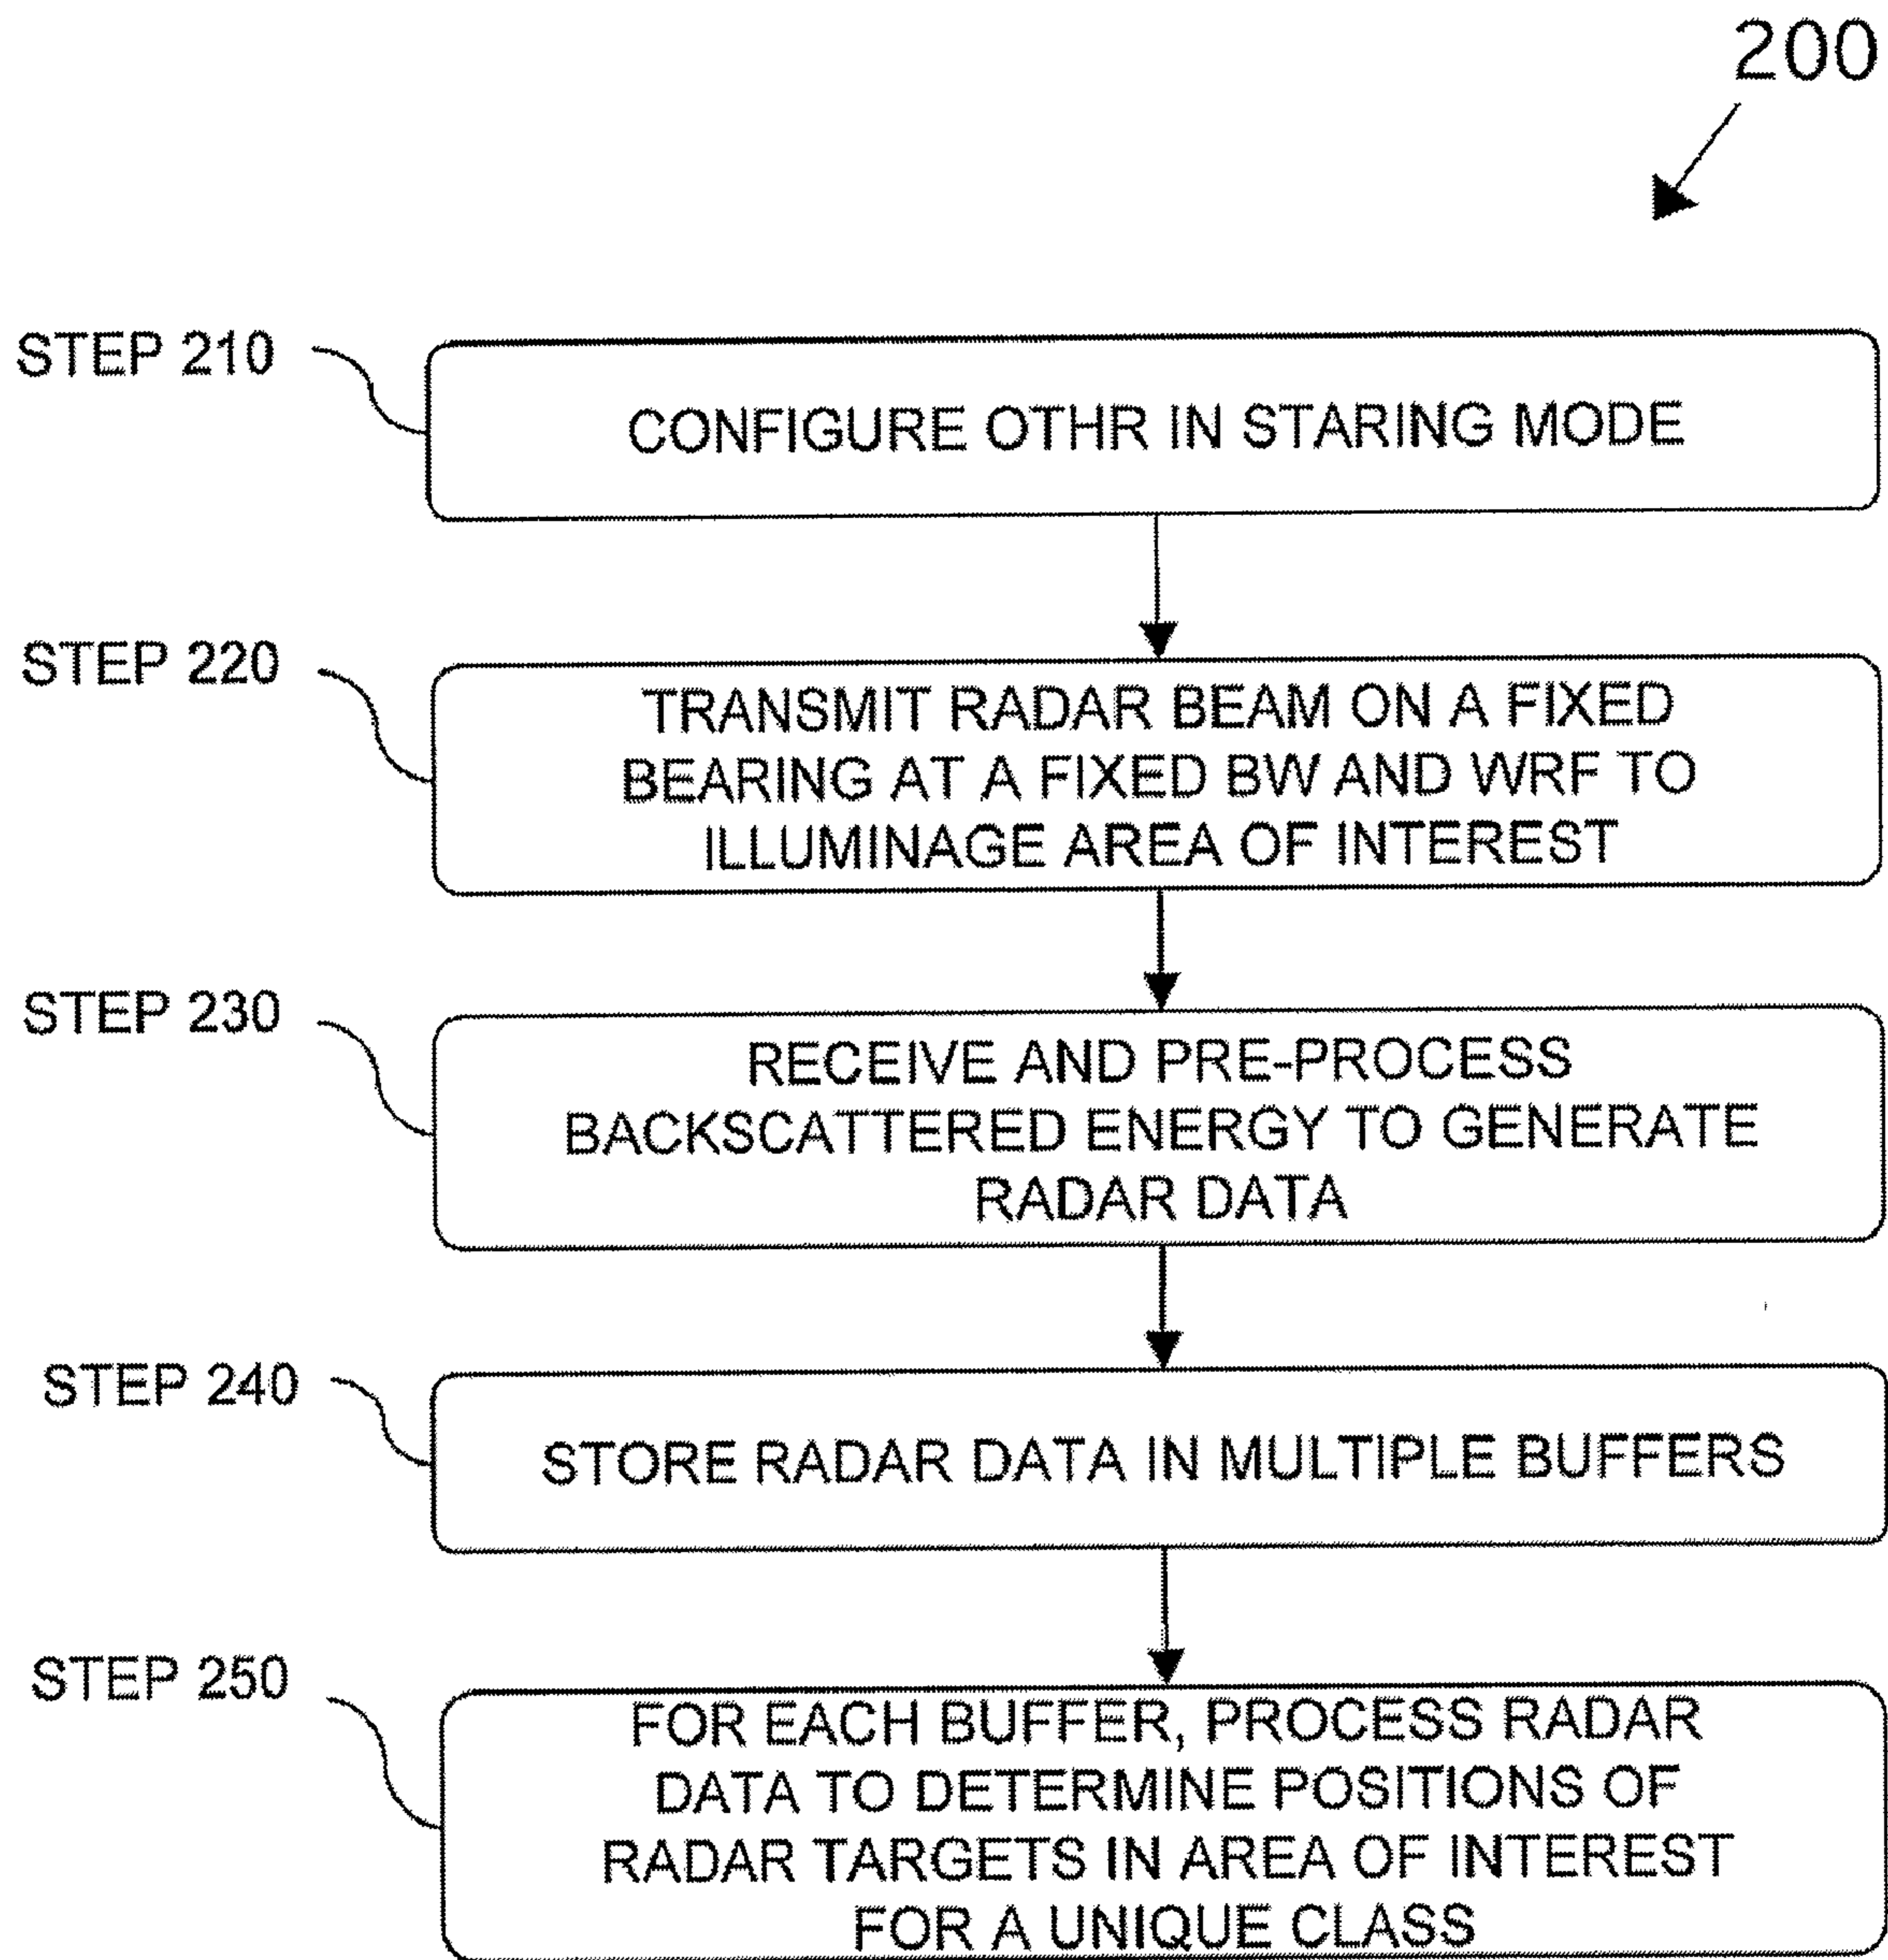 200
STEP 210
CONFIGURE OTHR IN STARING MODE
STEP 220
TRANSMIT RADAR BEAM ON A FIXED
BEARING AT A FIXED BW AND WRF TO
ILLUMINAGE AREA OF INTEREST
STEP 230
RECEIVE AND PRE-PROCESS
BACKSCATTERED ENERGY TO GENERATE
RADAR DATA
STEP 240
STORE RADAR DATA IN MULTIPLE BUFFERS
STEP 250
FOR EACH BUFFER, PROCESS RADAR
DATA TO DETERMINE POSITIONS OF
RADAR TARGETS IN AREA OF INTEREST
FOR A UNIQUE CLASS